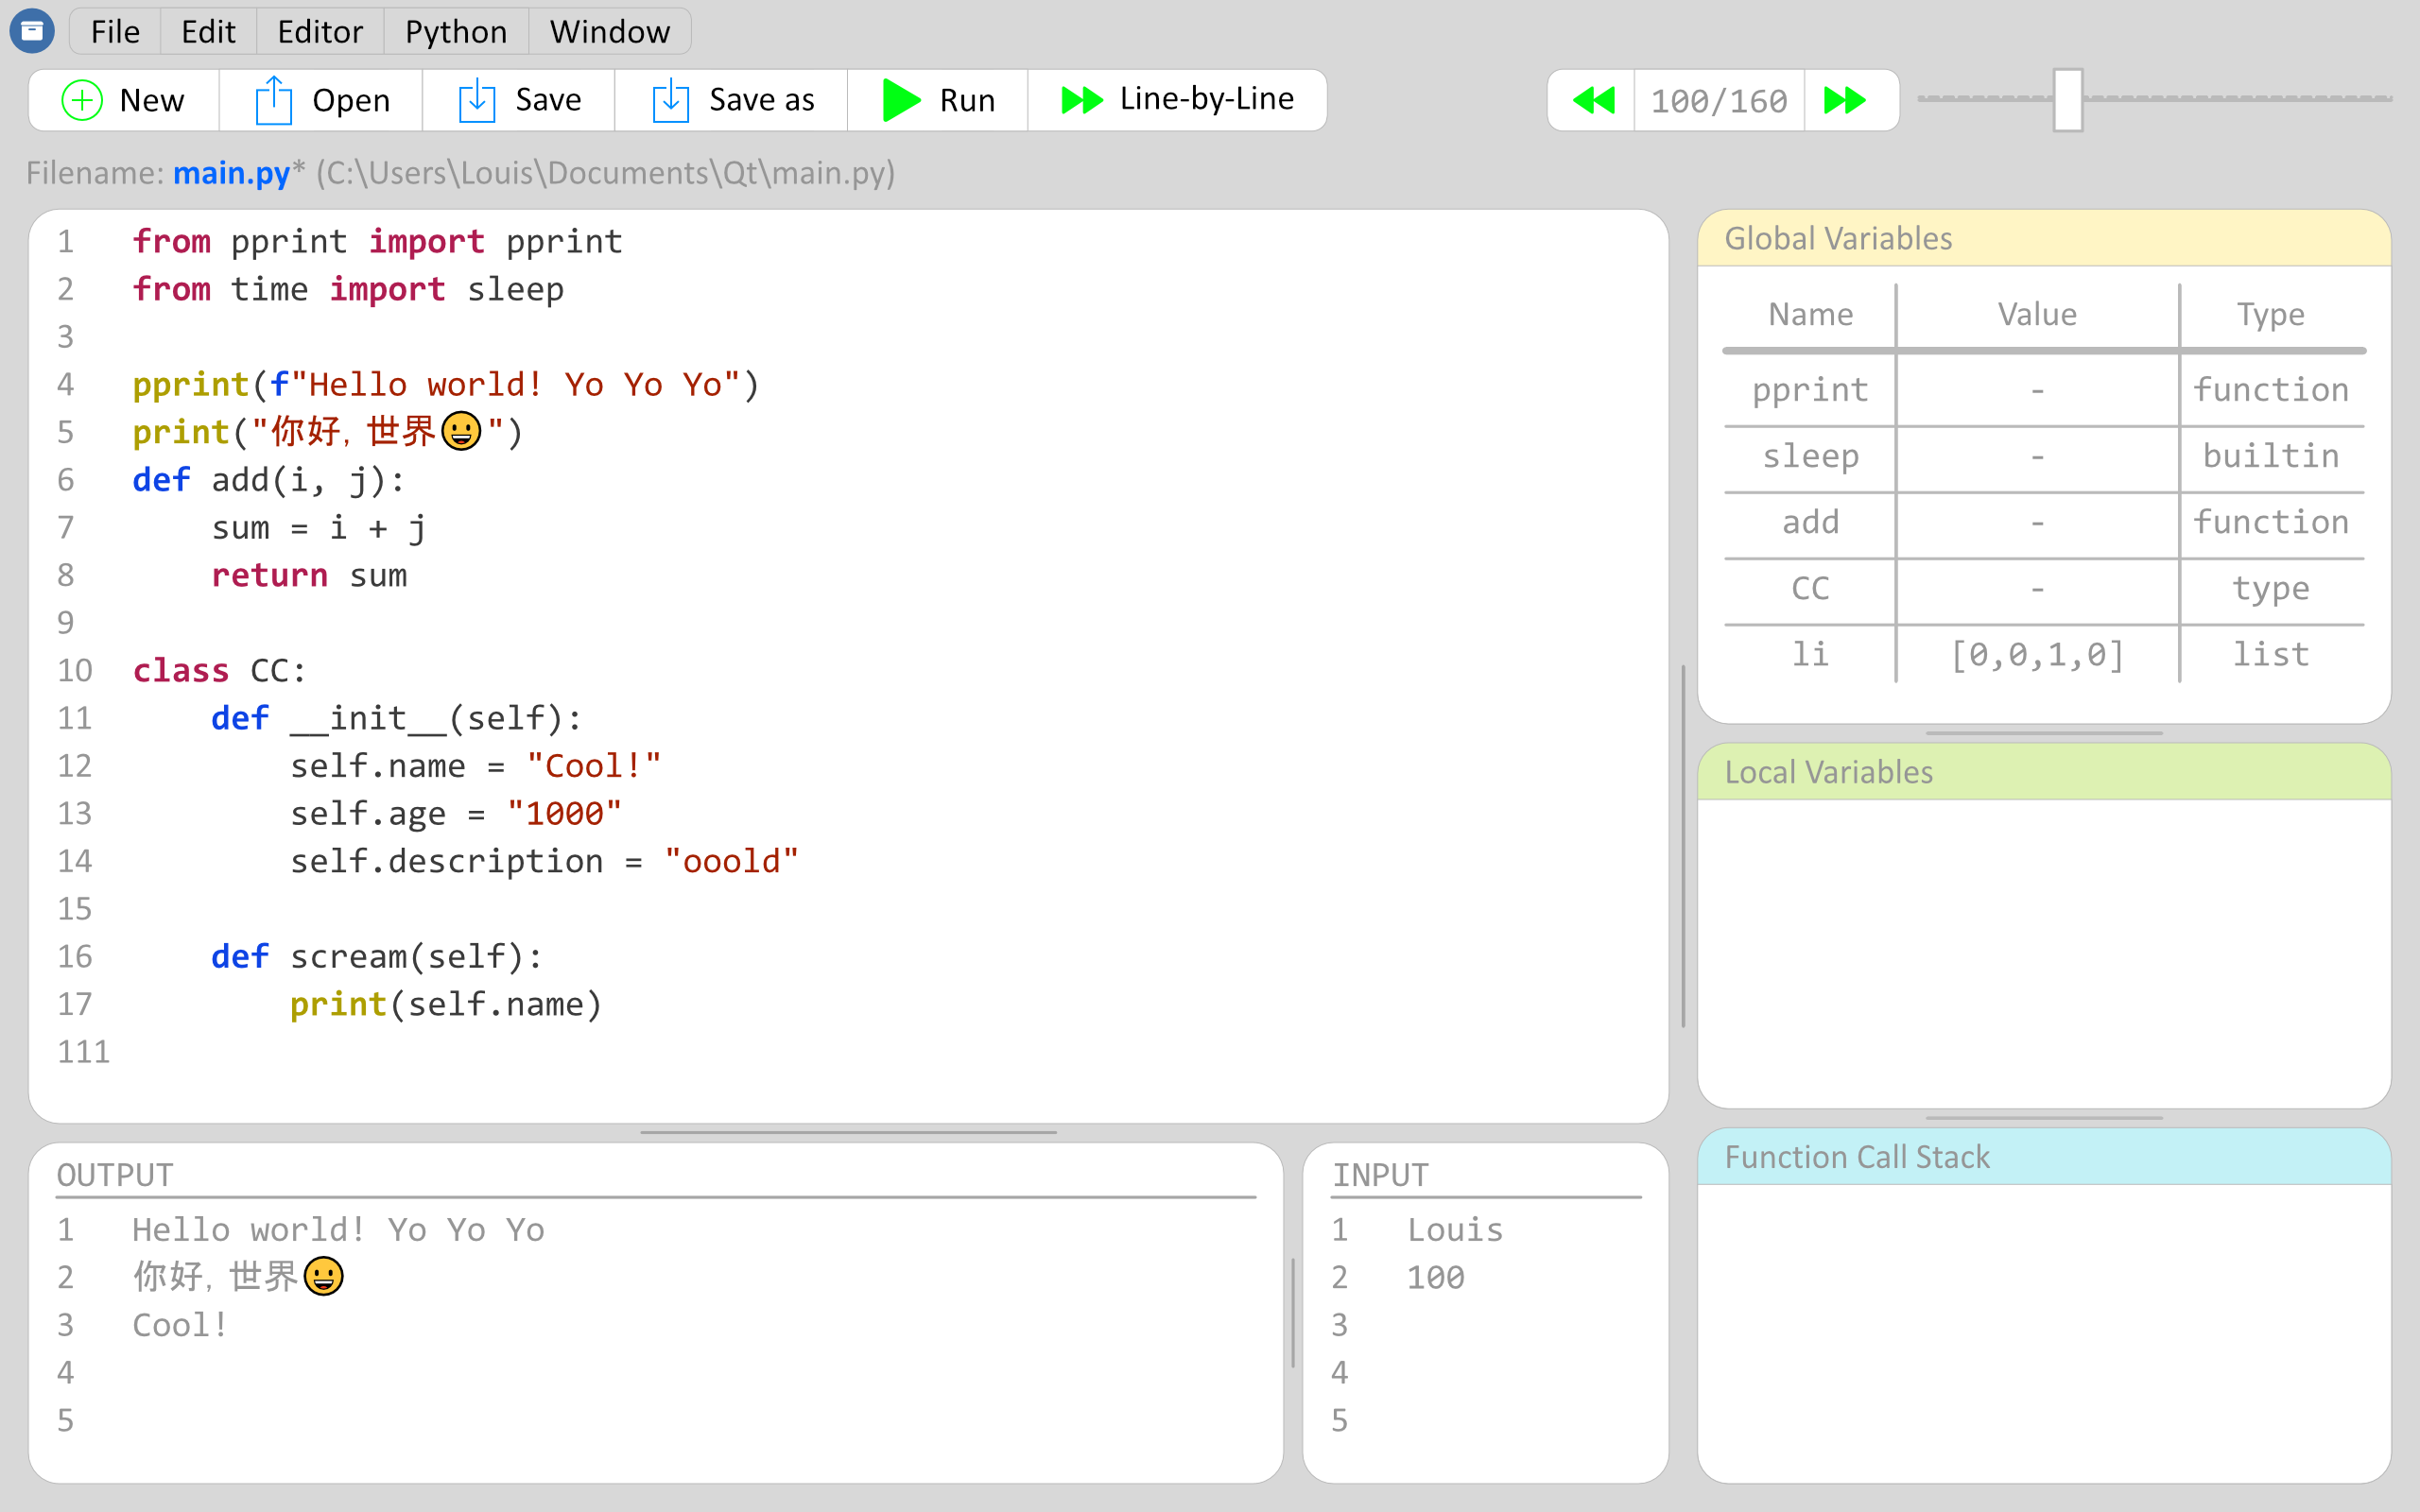 File Edit Editor Python Window
New Open Save Save as Run Line-by-Line 100/160
Filename: main.py* (C:\Users\Louis\Documents\Qt\main.py)
1 from pprint import pprint
2 from time import sleep
3
4 pprint(f"Hello world! Yo Yo Yo")
5 print("你好, 世界😀")
6 def add(i, j):
7     sum = i + j
8     return sum
9
10 class CC:
11     def __init__(self):
12         self.name = "Cool!"
13         self.age = "1000"
14         self.description = "ooold"
15
16     def scream(self):
17         print(self.name)
111
OUTPUT
1 Hello world! Yo Yo Yo
2 你好, 世界😀
3 Cool!
4
5
INPUT
1 Louis
2 100
3
4
5
Global Variables
Name Value Type
pprint - function
sleep - builtin
add - function
CC - type
li [0,0,1,0] list
Local Variables
Function Call Stack